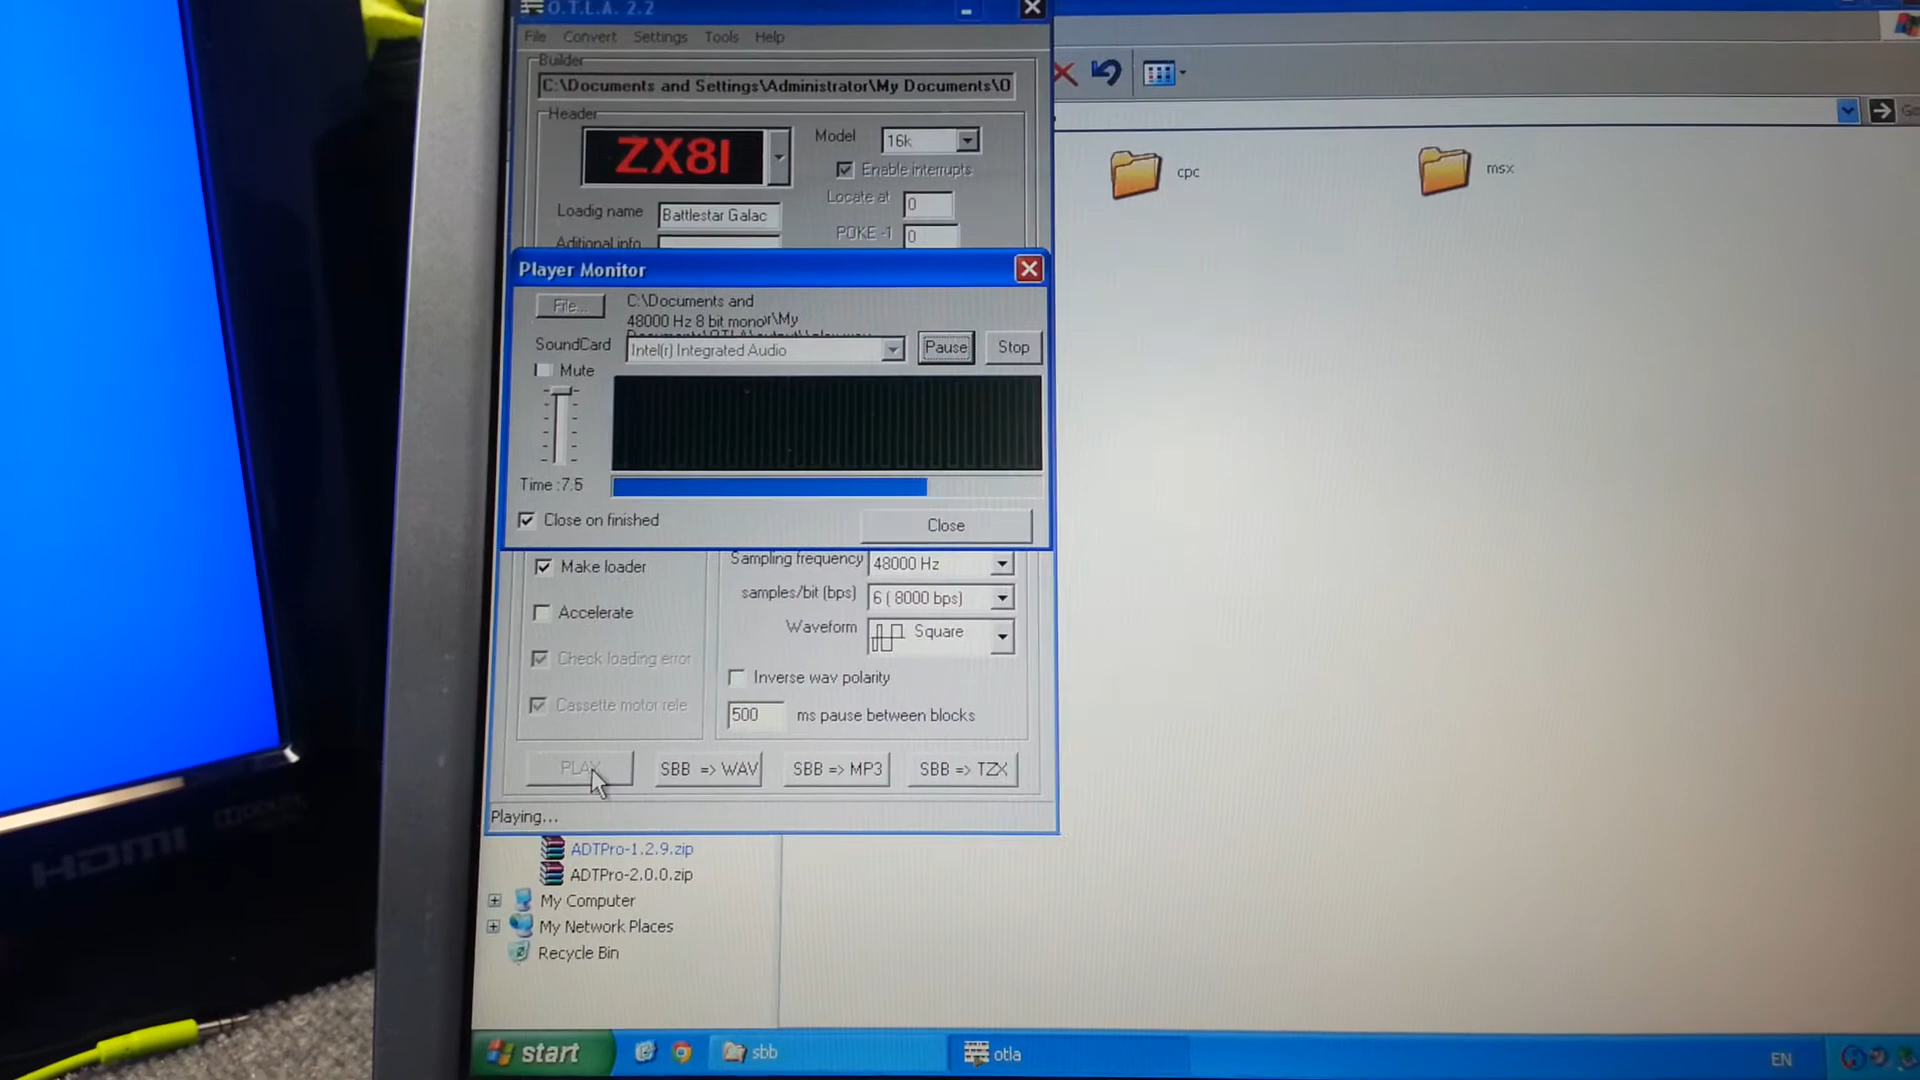 O.T.L.A. 2.2
File Convert Settings Tools Help
Builder
C:\Documents and Settings\Administrator\My Documents\O
Header
ZX8I
Model 16k
Enable interrupts
Loadig name Battlestar Galac
Locate at 0
Aditional info
POKE -1 0
cpc
msx
Player Monitor
File...
C:\Documents and
48000 Hz 8 bit mono r\My
SoundCard Intel(r) Integrated Audio Pause Stop
Mute
Time :7.5
Close on finished Close
Make loader
Sampling frequency 48000 Hz
Accelerate
samples/bit (bps) 6 ( 8000 bps)
Waveform Square
Check loading error
Inverse wav polarity
Cassette motor rele
500 ms pause between blocks
PLAY SBB => WAV SBB => MP3 SBB => TZX
Playing...
ADTPro-1.2.9.zip
ADTPro-2.0.0.zip
My Computer
My Network Places
Recycle Bin
start sbb otla EN
HDMI